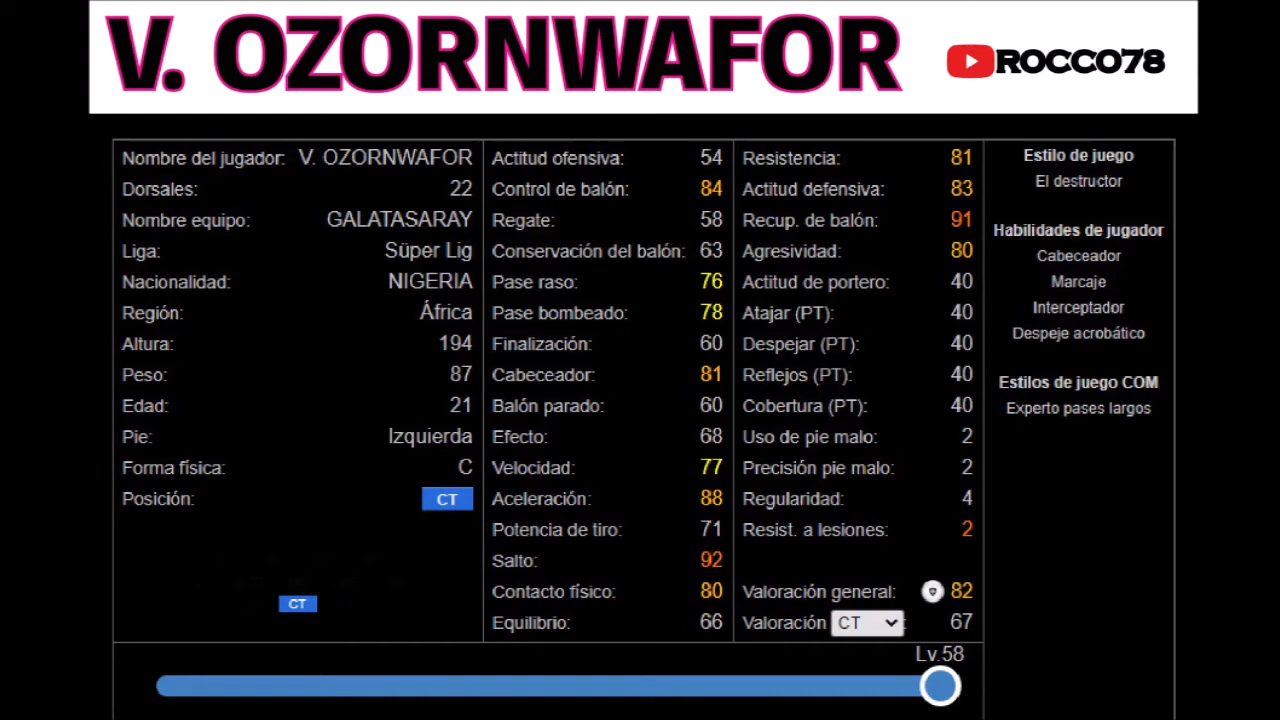 V. OZORNWAFOR
ROCCO78
Nombre del jugador: V. OZORNWAFOR
Dorsales: 22
Nombre equipo: GALATASARAY
Liga: Süper Lig
Nacionalidad: NIGERIA
Región: África
Altura: 194
Peso: 87
Edad: 21
Pie: Izquierda
Forma física: C
Posición: CT
CT
Actitud ofensiva: 54
Control de balón: 84
Regate: 58
Conservación del balón: 63
Pase raso: 76
Pase bombeado: 78
Finalización: 60
Cabeceador: 81
Balón parado: 60
Efecto: 68
Velocidad: 77
Aceleración: 88
Potencia de tiro: 71
Salto: 92
Contacto físico: 80
Equilibrio: 66
Resistencia: 81
Actitud defensiva: 83
Recup. de balón: 91
Agresividad: 80
Actitud de portero: 40
Atajar (PT): 40
Despejar (PT): 40
Reflejos (PT): 40
Cobertura (PT): 40
Uso de pie malo: 2
Precisión pie malo: 2
Regularidad: 4
Resist. a lesiones: 2
Valoración general: 82
Valoración CT : 67
Estilo de juego
El destructor
Habilidades de jugador
Cabeceador
Marcaje
Interceptador
Despeje acrobático
Estilos de juego COM
Experto pases largos
Lv.58